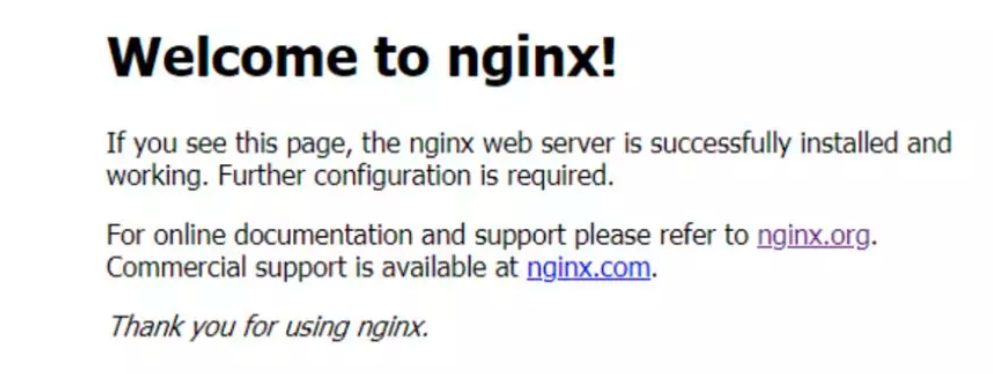 Welcome to nginx!
If you see this page, the nginx web server is successfully installed and
working. Further configuration is required.
For online documentation and support please refer to nginx.org.
Commercial support is available at nginx.com.
Thank you for using nginx.